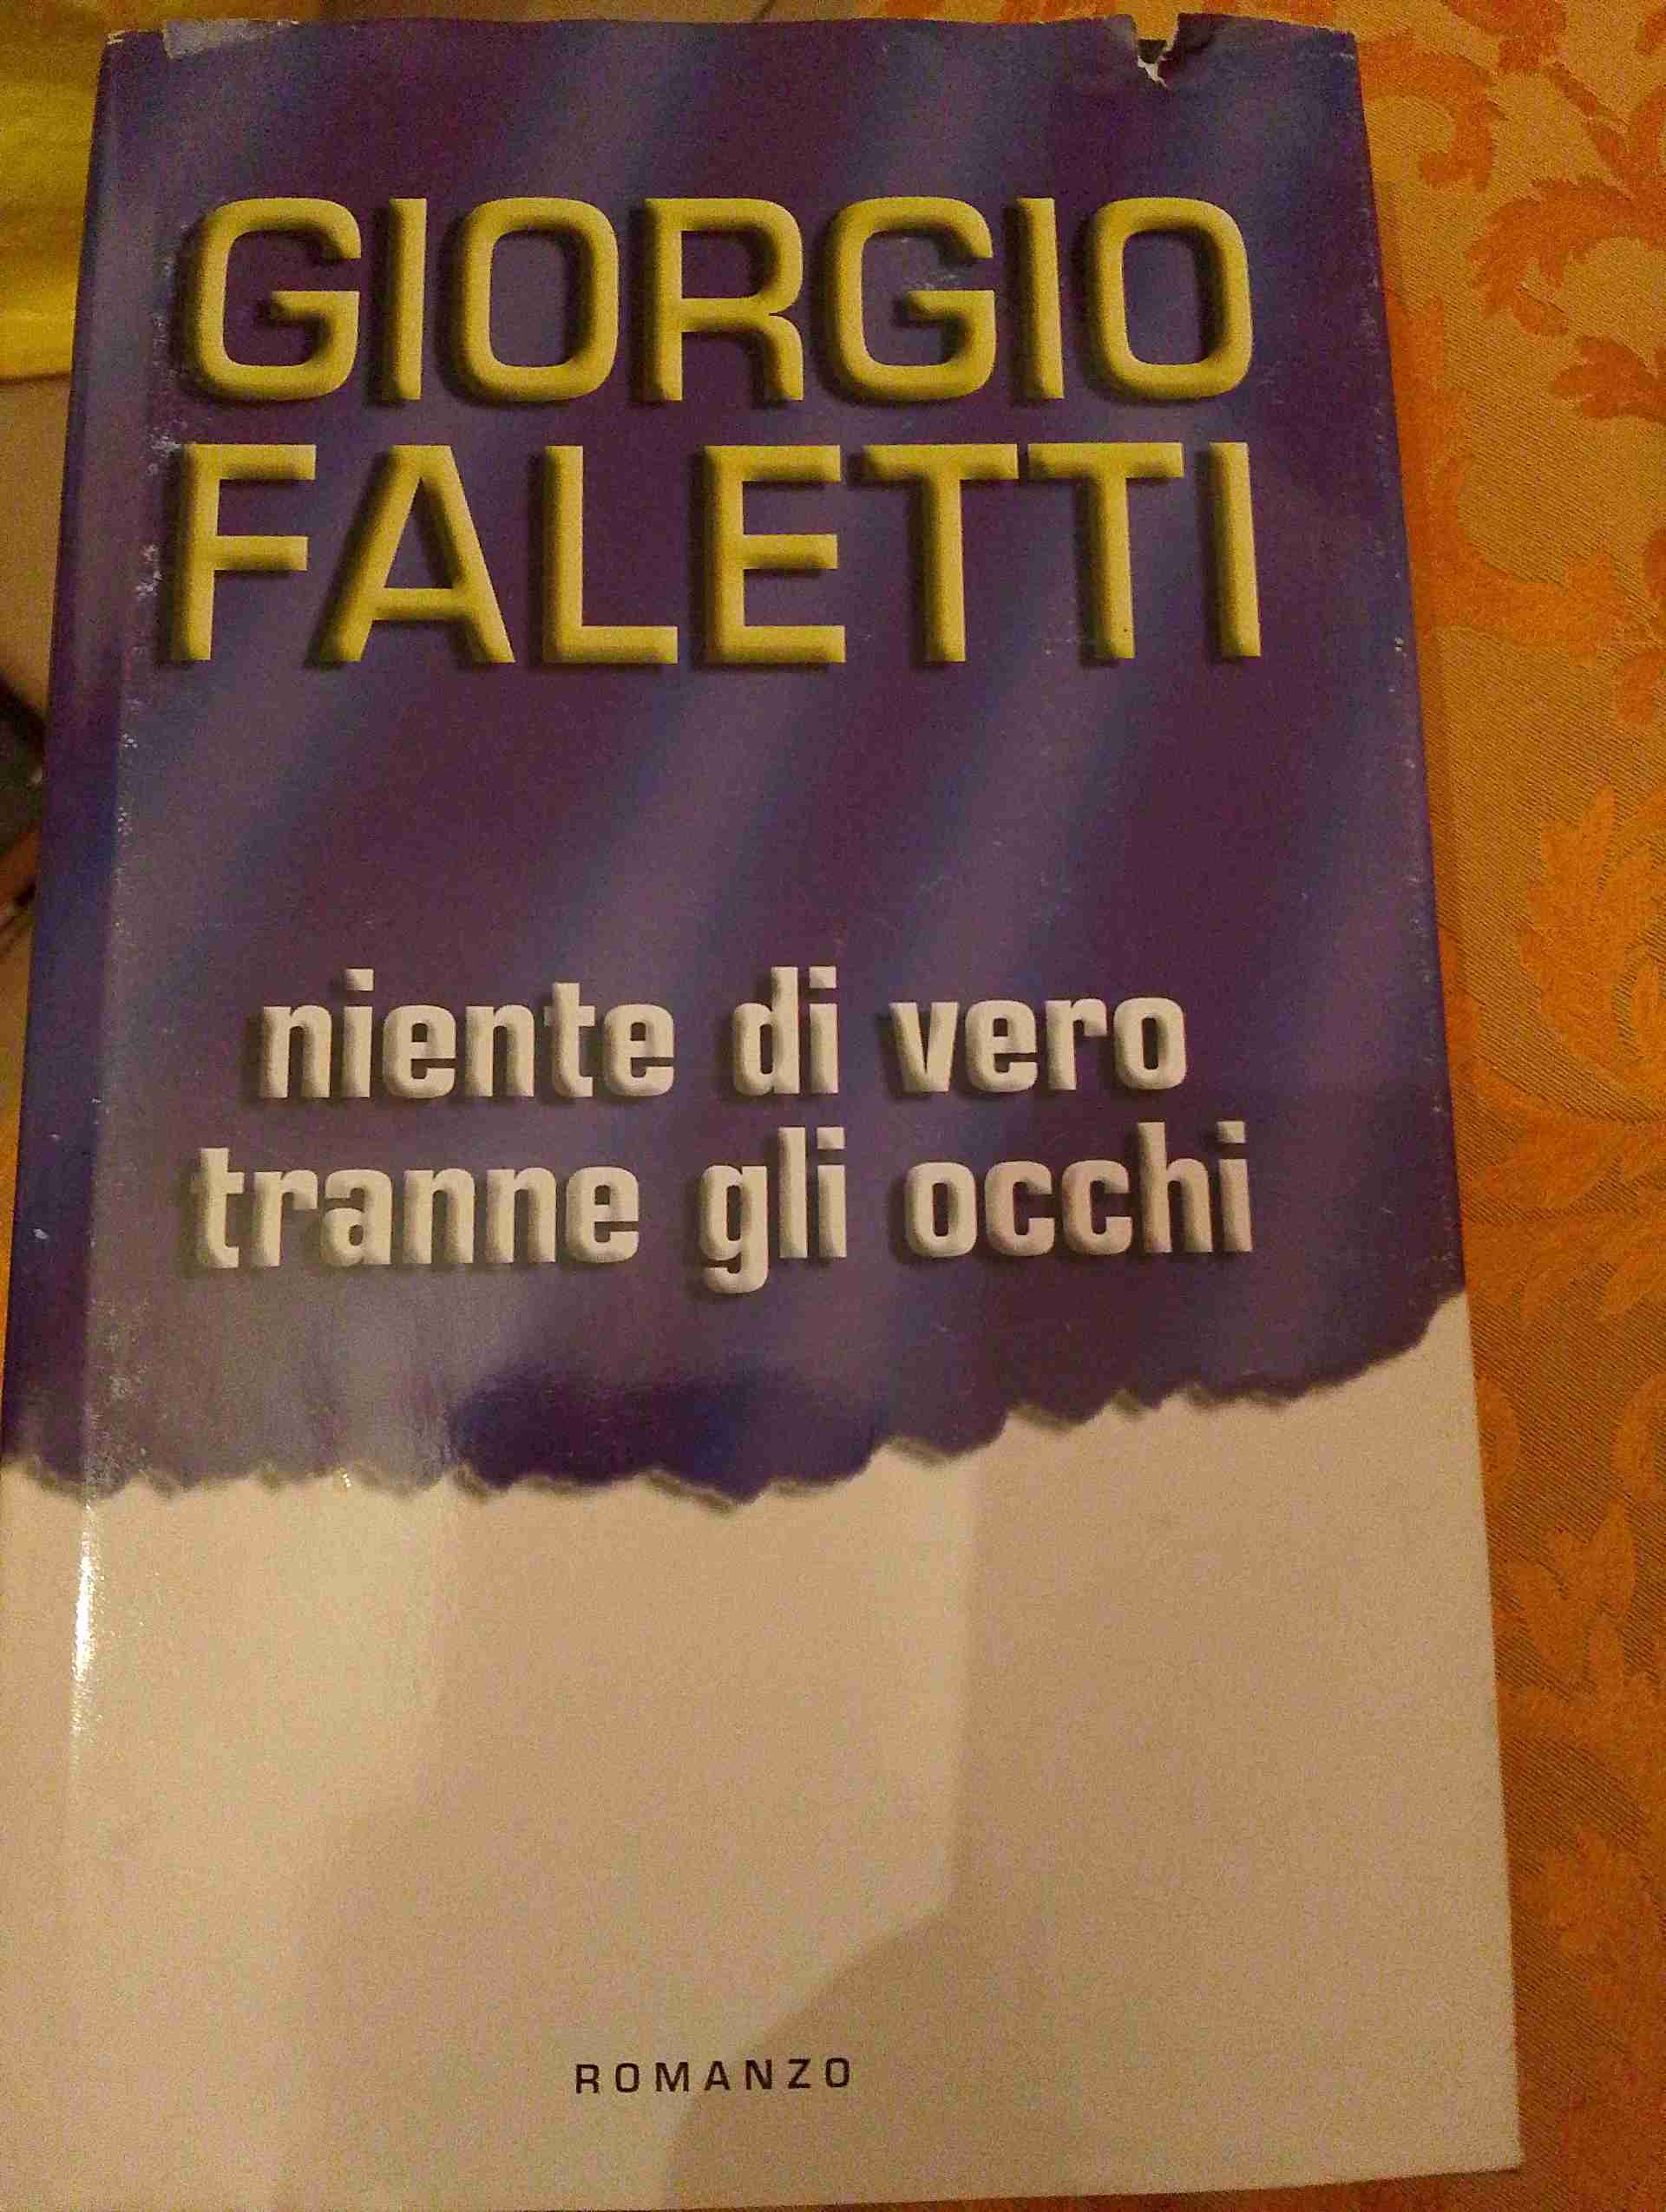 GIORGIO
FALETTI
niente di vero
tranne gli occhi
ROMANZO